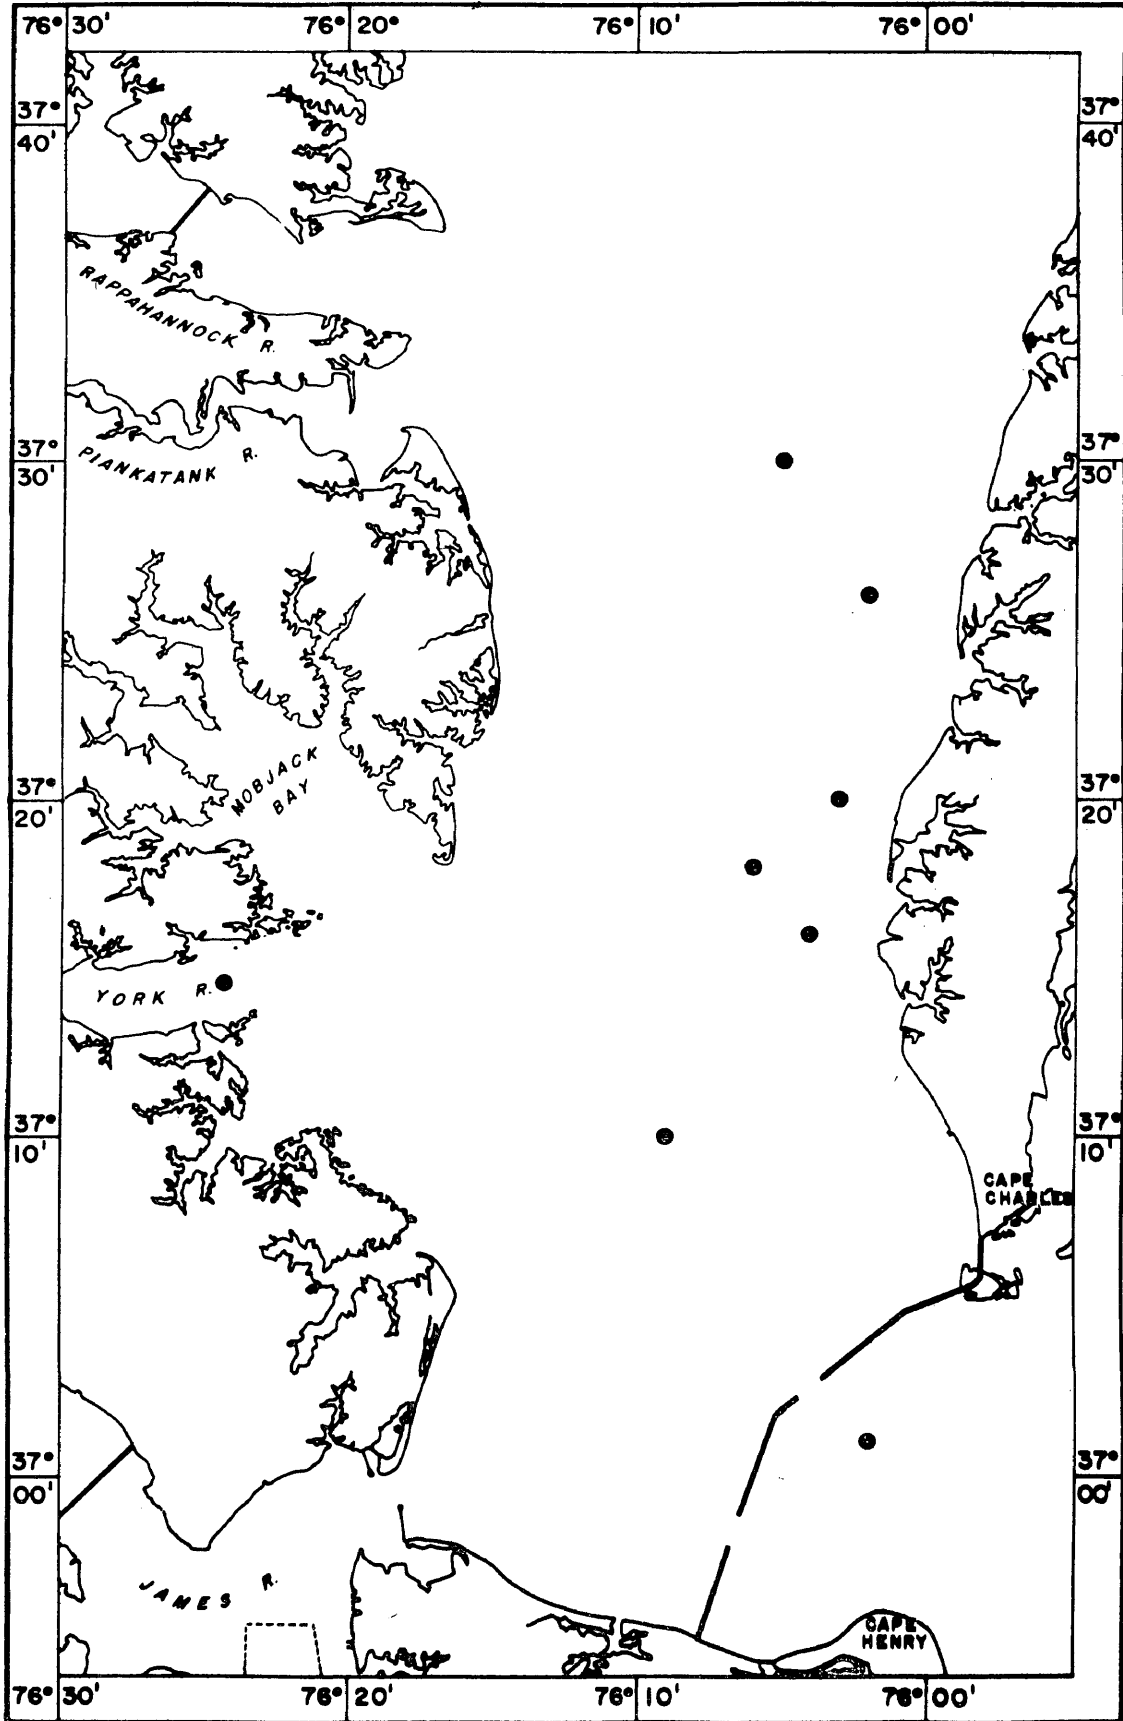 76° 30' 76° 20' 76° 10' 76° 00'
37° 37°
40' 40'
RAPPAHANNOCK R.
37° 37°
30' 30'
PIANKATANK R.
MOBJACK
BAY
37° 37°
20' 20'
YORK R.
37° 37°
10' 10'
CAPE
CHARLES
37° 37°
00' 00'
JAMES R.
CAPE
HENRY
76° 30' 76° 20' 76° 10' 76° 00'